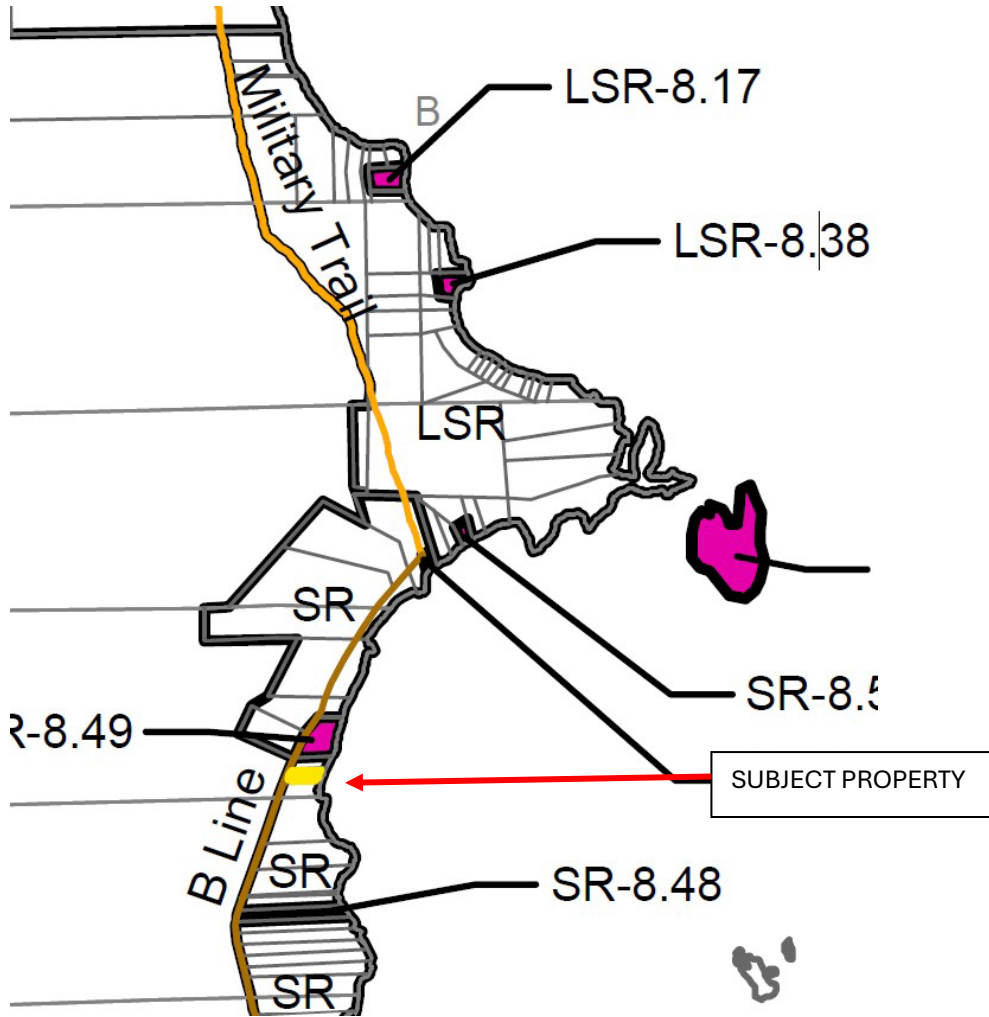 LSR-8.17
B
Military Trail
LSR-8.38
LSR
SR
SR-8.5
R-8.49
SUBJECT PROPERTY
B Line
SR
SR-8.48
SR